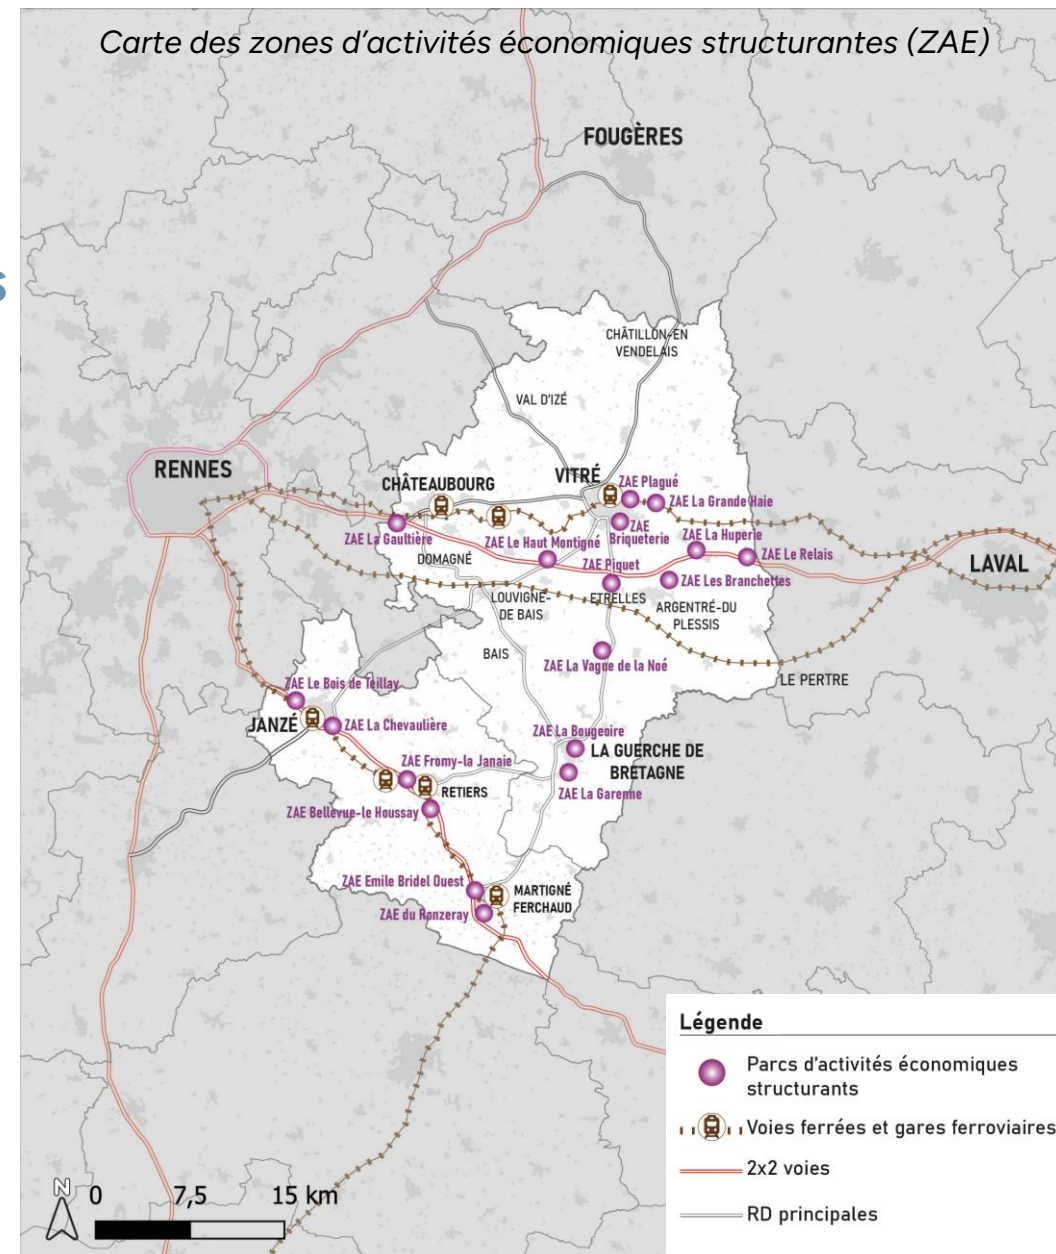 Carte des zones d'activités économiques structurantes (ZAE)
FOUGÈRES
s
CHÂTILLON-EN
VENDELAIS
VAL D'IZÉ
RENNES
CHÂTEAUBOURG
VITRÉ
ZAE Plagué
ZAE La Grande Haie
ZAE La Gaultière
ZAE Le Haut Montigné
ZAE
Briqueterie
ZAE La Huperie
ZAE Le Relais
LAVAL
DOMAGNÉ
ZAE Piquet
ZAE Les Branchettes
LOUVIGNÉ-
DE BAIS
ETRELLES
ARGENTRÉ-DU
PLESSIS
BAIS
ZAE La Vague de la Noé
LE PERTRE
ZAE Le Bois de Teillay
JANZÉ
ZAE La Chevaulière
ZAE La Bougeoire
LA GUERCHE DE
BRETAGNE
ZAE Fromy-la Janaie
RETIERS
ZAE La Garenne
ZAE Bellevue-le Houssay
ZAE Emile Bridel Ouest
MARTIGNÉ
FERCHAUD
ZAE du Ronzeray
Légende
Parcs d'activités économiques
structurants
Voies ferrées et gares ferroviaires
2x2 voies
RD principales
N
0 7,5 15 km